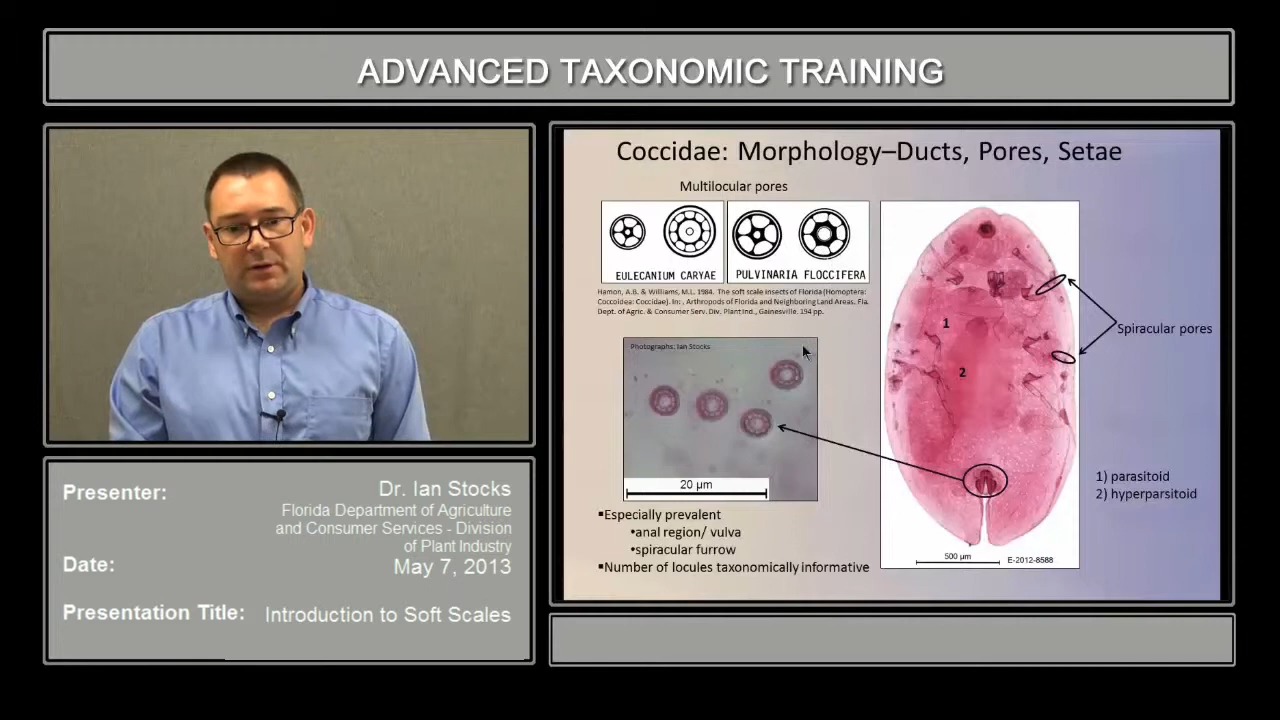 ADVANCED TAXONOMIC TRAINING
Coccidae: Morphology–Ducts, Pores, Setae
Multilocular pores
EULECANIUM CARYAE
PULVINARIA FLOCCIFERA
Hamon, A.B. & Williams, M.L. 1984. The soft scale insects of Florida (Homoptera:
Coccoidea: Coccidae). In: , Arthropods of Florida and Neighboring Land Areas. Fla.
Dept. of Agric. & Consumer Serv. Div. Plant Ind., Gainesville. 194 pp.
Photographs: Ian Stocks
20 µm
▪Especially prevalent
•anal region/ vulva
•spiracular furrow
▪Number of locules taxonomically informative
1
2
500 µm
E-2012-8588
Spiracular pores
1) parasitoid
2) hyperparsitoid
Presenter: Dr. Ian Stocks
Florida Department of Agriculture
and Consumer Services - Division
of Plant Industry
Date: May 7, 2013
Presentation Title: Introduction to Soft Scales